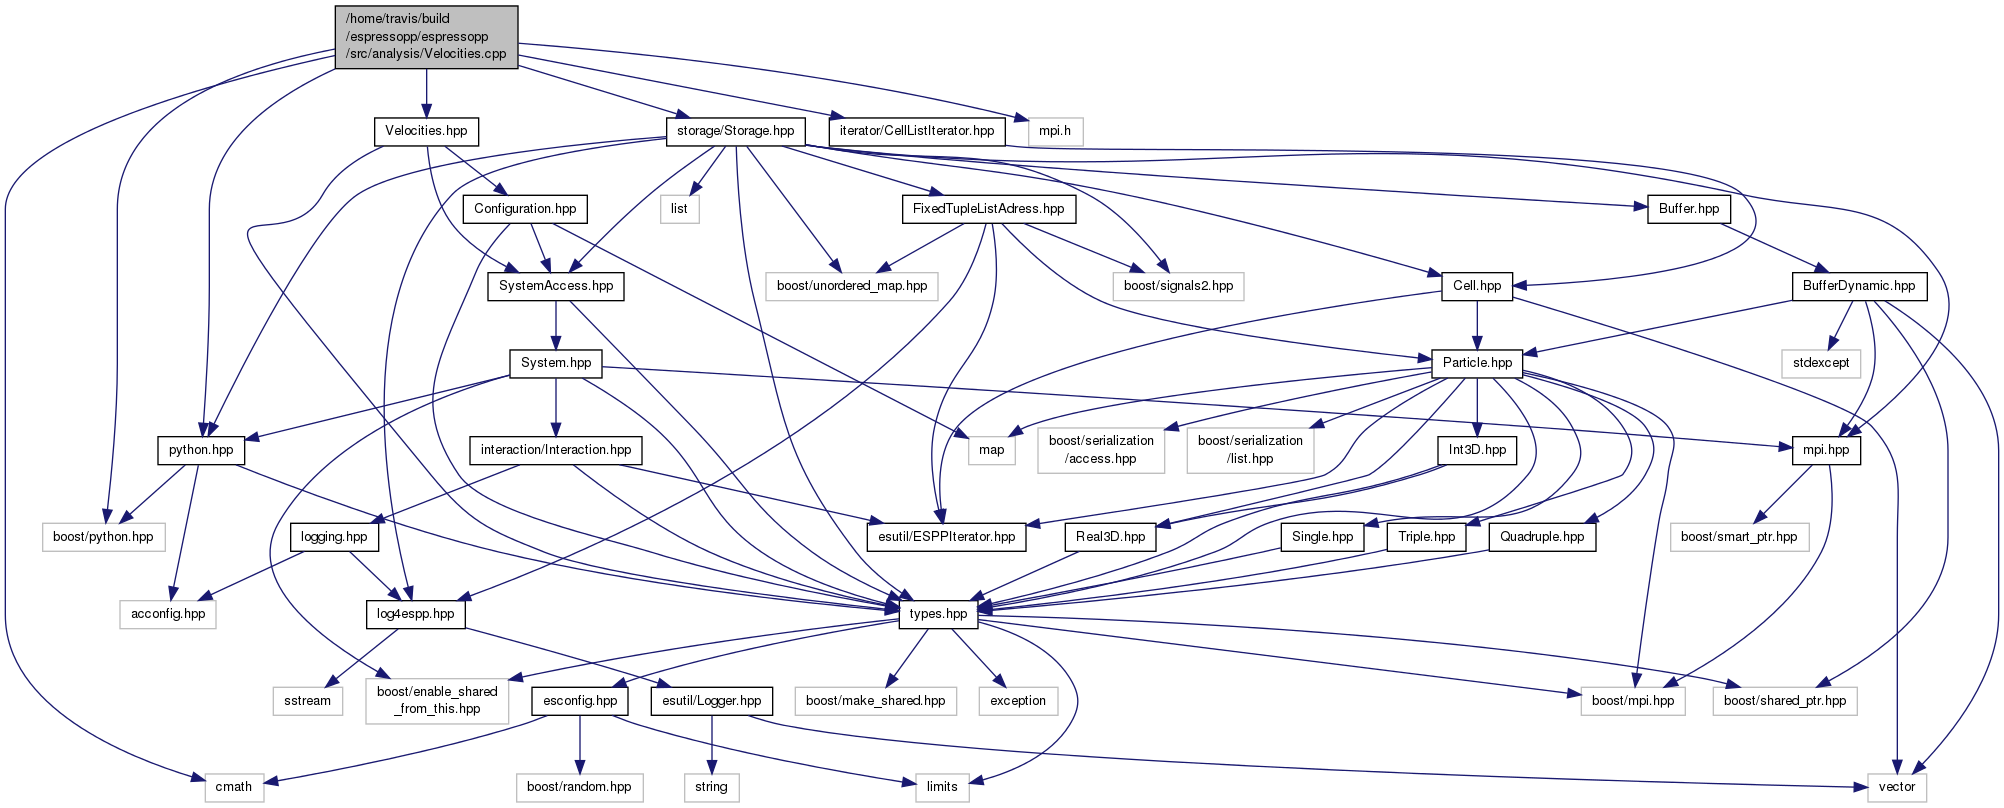 /home/travis/build
/espressopp/espressopp
/src/analysis/Velocities.cpp
Velocities.hpp
storage/Storage.hpp
iterator/CellListIterator.hpp
mpi.h
Configuration.hpp
list
FixedTupleListAdress.hpp
Buffer.hpp
SystemAccess.hpp
boost/unordered_map.hpp
boost/signals2.hpp
Cell.hpp
BufferDynamic.hpp
System.hpp
Particle.hpp
stdexcept
python.hpp
interaction/Interaction.hpp
map
boost/serialization
/access.hpp
boost/serialization
/list.hpp
Int3D.hpp
mpi.hpp
boost/python.hpp
logging.hpp
esutil/ESPPIterator.hpp
Real3D.hpp
Single.hpp
Triple.hpp
Quadruple.hpp
boost/smart_ptr.hpp
acconfig.hpp
log4espp.hpp
types.hpp
sstream
boost/enable_shared
_from_this.hpp
esconfig.hpp
esutil/Logger.hpp
boost/make_shared.hpp
exception
boost/mpi.hpp
boost/shared_ptr.hpp
cmath
boost/random.hpp
string
limits
vector